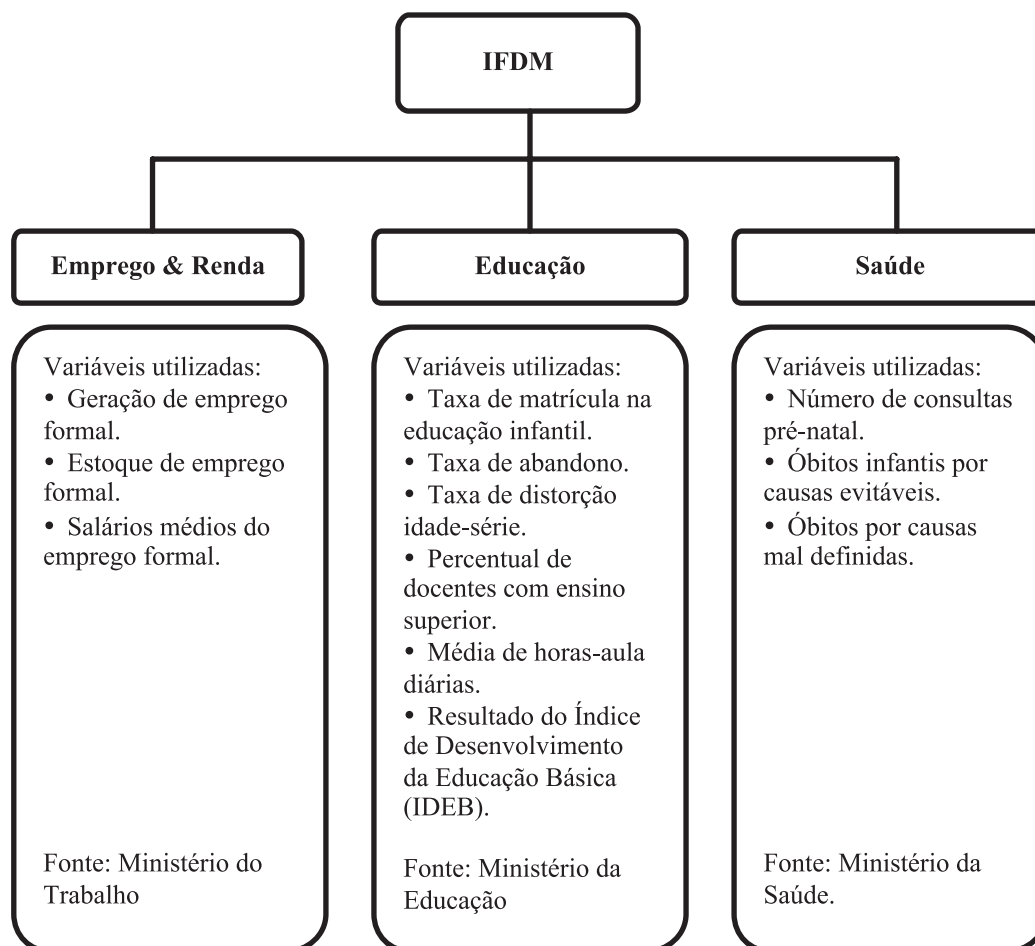 IFDM
Emprego & Renda
Educação
Saúde
Variáveis utilizadas:
• Geração de emprego
formal.
• Estoque de emprego
formal.
• Salários médios do
emprego formal.
Fonte: Ministério do
Trabalho
Variáveis utilizadas:
• Taxa de matrícula na
educação infantil.
• Taxa de abandono.
• Taxa de distorção
idade-série.
• Percentual de
docentes com ensino
superior.
• Média de horas-aula
diárias.
• Resultado do Índice
de Desenvolvimento
da Educação Básica
(IDEB).
Fonte: Ministério da
Educação
Variáveis utilizadas:
• Número de consultas
pré-natal.
• Óbitos infantis por
causas evitáveis.
• Óbitos por causas
mal definidas.
Fonte: Ministério da
Saúde.